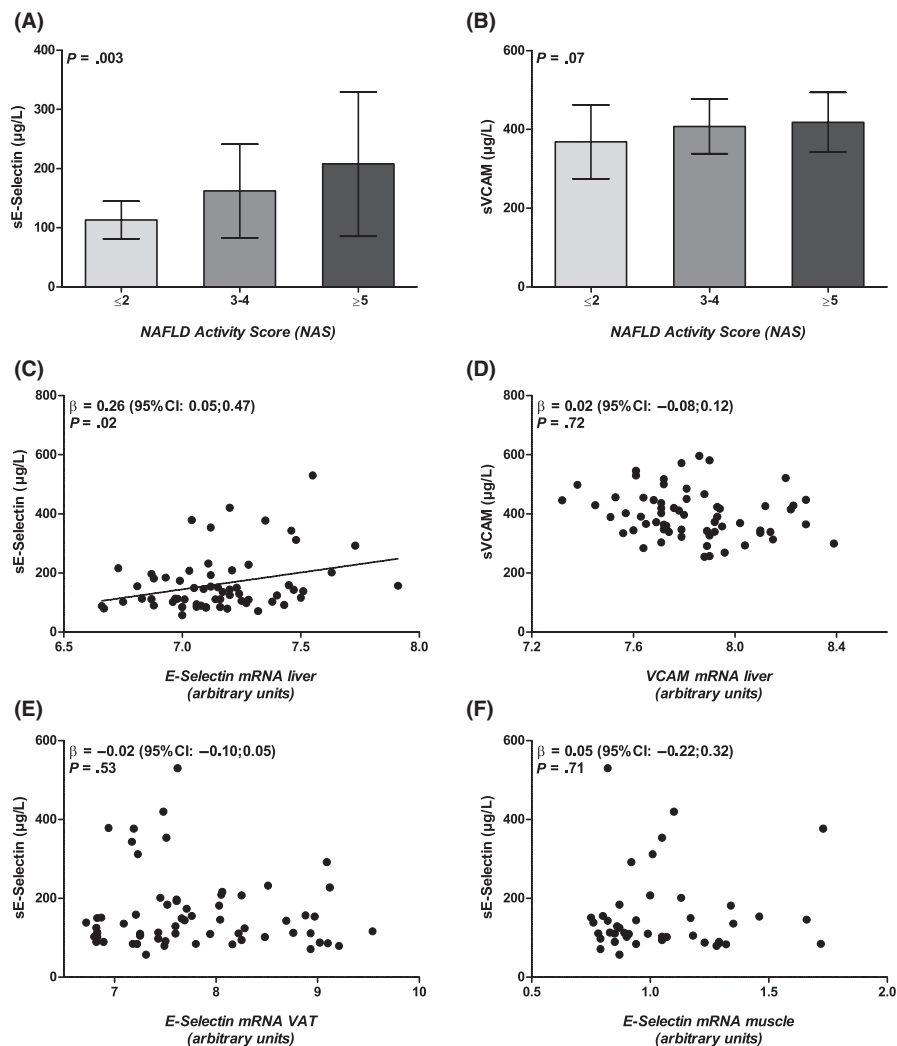 (A)
P = .003
400
300
200
100
0
sE-Selectin (µg/L)
≤2
3-4
≥5
NAFLD Activity Score (NAS)
(B)
P = .07
600
400
200
0
sVCAM (µg/L)
≤2
3-4
≥5
NAFLD Activity Score (NAS)
(C)
β = 0.26 (95%CI: 0.05;0.47)
P = .02
800
600
400
200
0
sE-Selectin (µg/L)
6.5
7.0
7.5
8.0
E-Selectin mRNA liver
(arbitrary units)
(D)
β = 0.02 (95%CI: −0.08;0.12)
P = .72
800
600
400
200
0
sVCAM (µg/L)
7.2
7.6
8.0
8.4
VCAM mRNA liver
(arbitrary units)
(E)
β = −0.02 (95%CI: −0.10;0.05)
P = .53
600
400
200
0
sE-Selectin (µg/L)
7
8
9
10
E-Selectin mRNA VAT
(arbitrary units)
(F)
β = 0.05 (95%CI: −0.22;0.32)
P = .71
600
400
200
0
sE-Selectin (µg/L)
0.5
1.0
1.5
2.0
E-Selectin mRNA muscle
(arbitrary units)